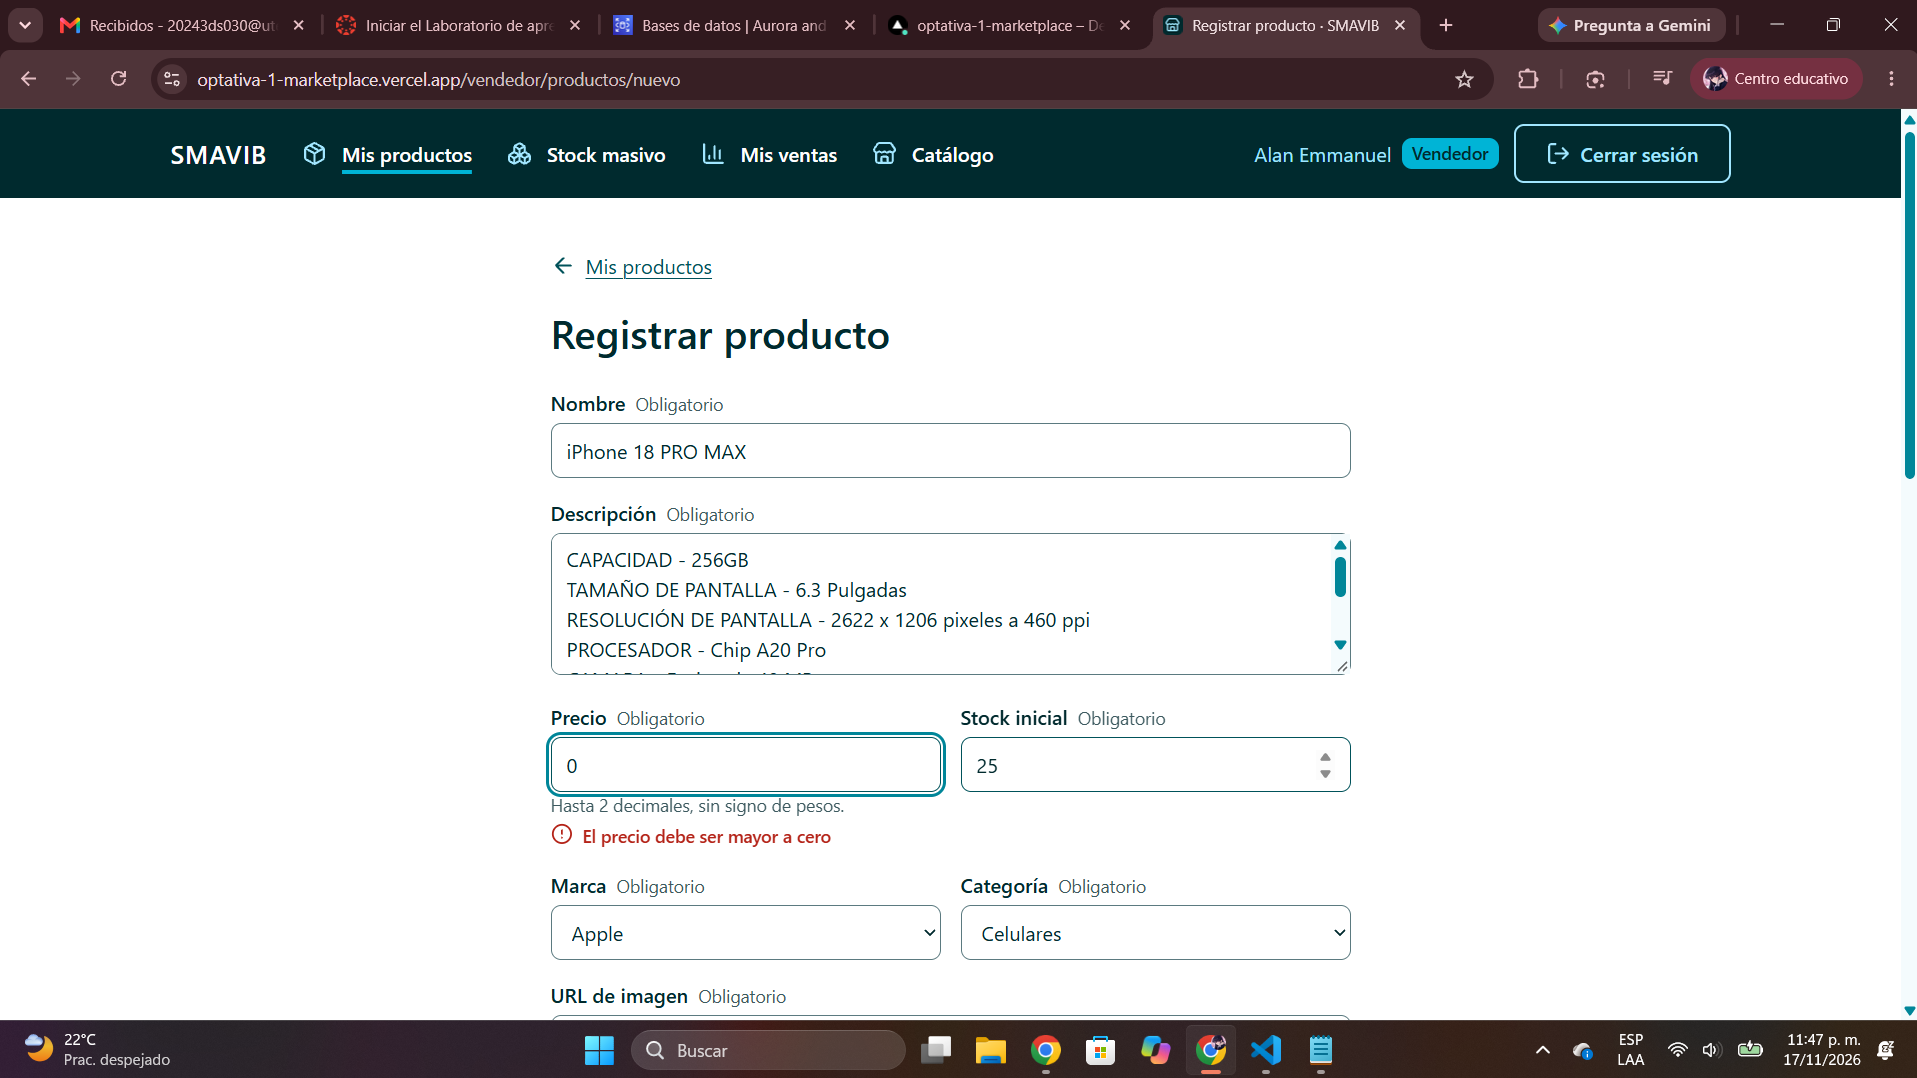 Recibidos - 20243ds030@ut
Iniciar el Laboratorio de apre
Bases de datos | Aurora and
optativa-1-marketplace – De
Registrar producto · SMAVIB
Pregunta a Gemini
optativa-1-marketplace.vercel.app/vendedor/productos/nuevo
Centro educativo
SMAVIB
Mis productos
Stock masivo
Mis ventas
Catálogo
Alan Emmanuel
Vendedor
Cerrar sesión
Mis productos
Registrar producto
Nombre Obligatorio
iPhone 18 PRO MAX
Descripción Obligatorio
CAPACIDAD - 256GB
TAMAÑO DE PANTALLA - 6.3 Pulgadas
RESOLUCIÓN DE PANTALLA - 2622 x 1206 pixeles a 460 ppi
PROCESADOR - Chip A20 Pro
Precio Obligatorio
Stock inicial Obligatorio
0
25
Hasta 2 decimales, sin signo de pesos.
El precio debe ser mayor a cero
Marca Obligatorio
Categoría Obligatorio
Apple
Celulares
URL de imagen Obligatorio
22°C
Prac. despejado
Buscar
ESP
LAA
11:47 p. m.
17/11/2026